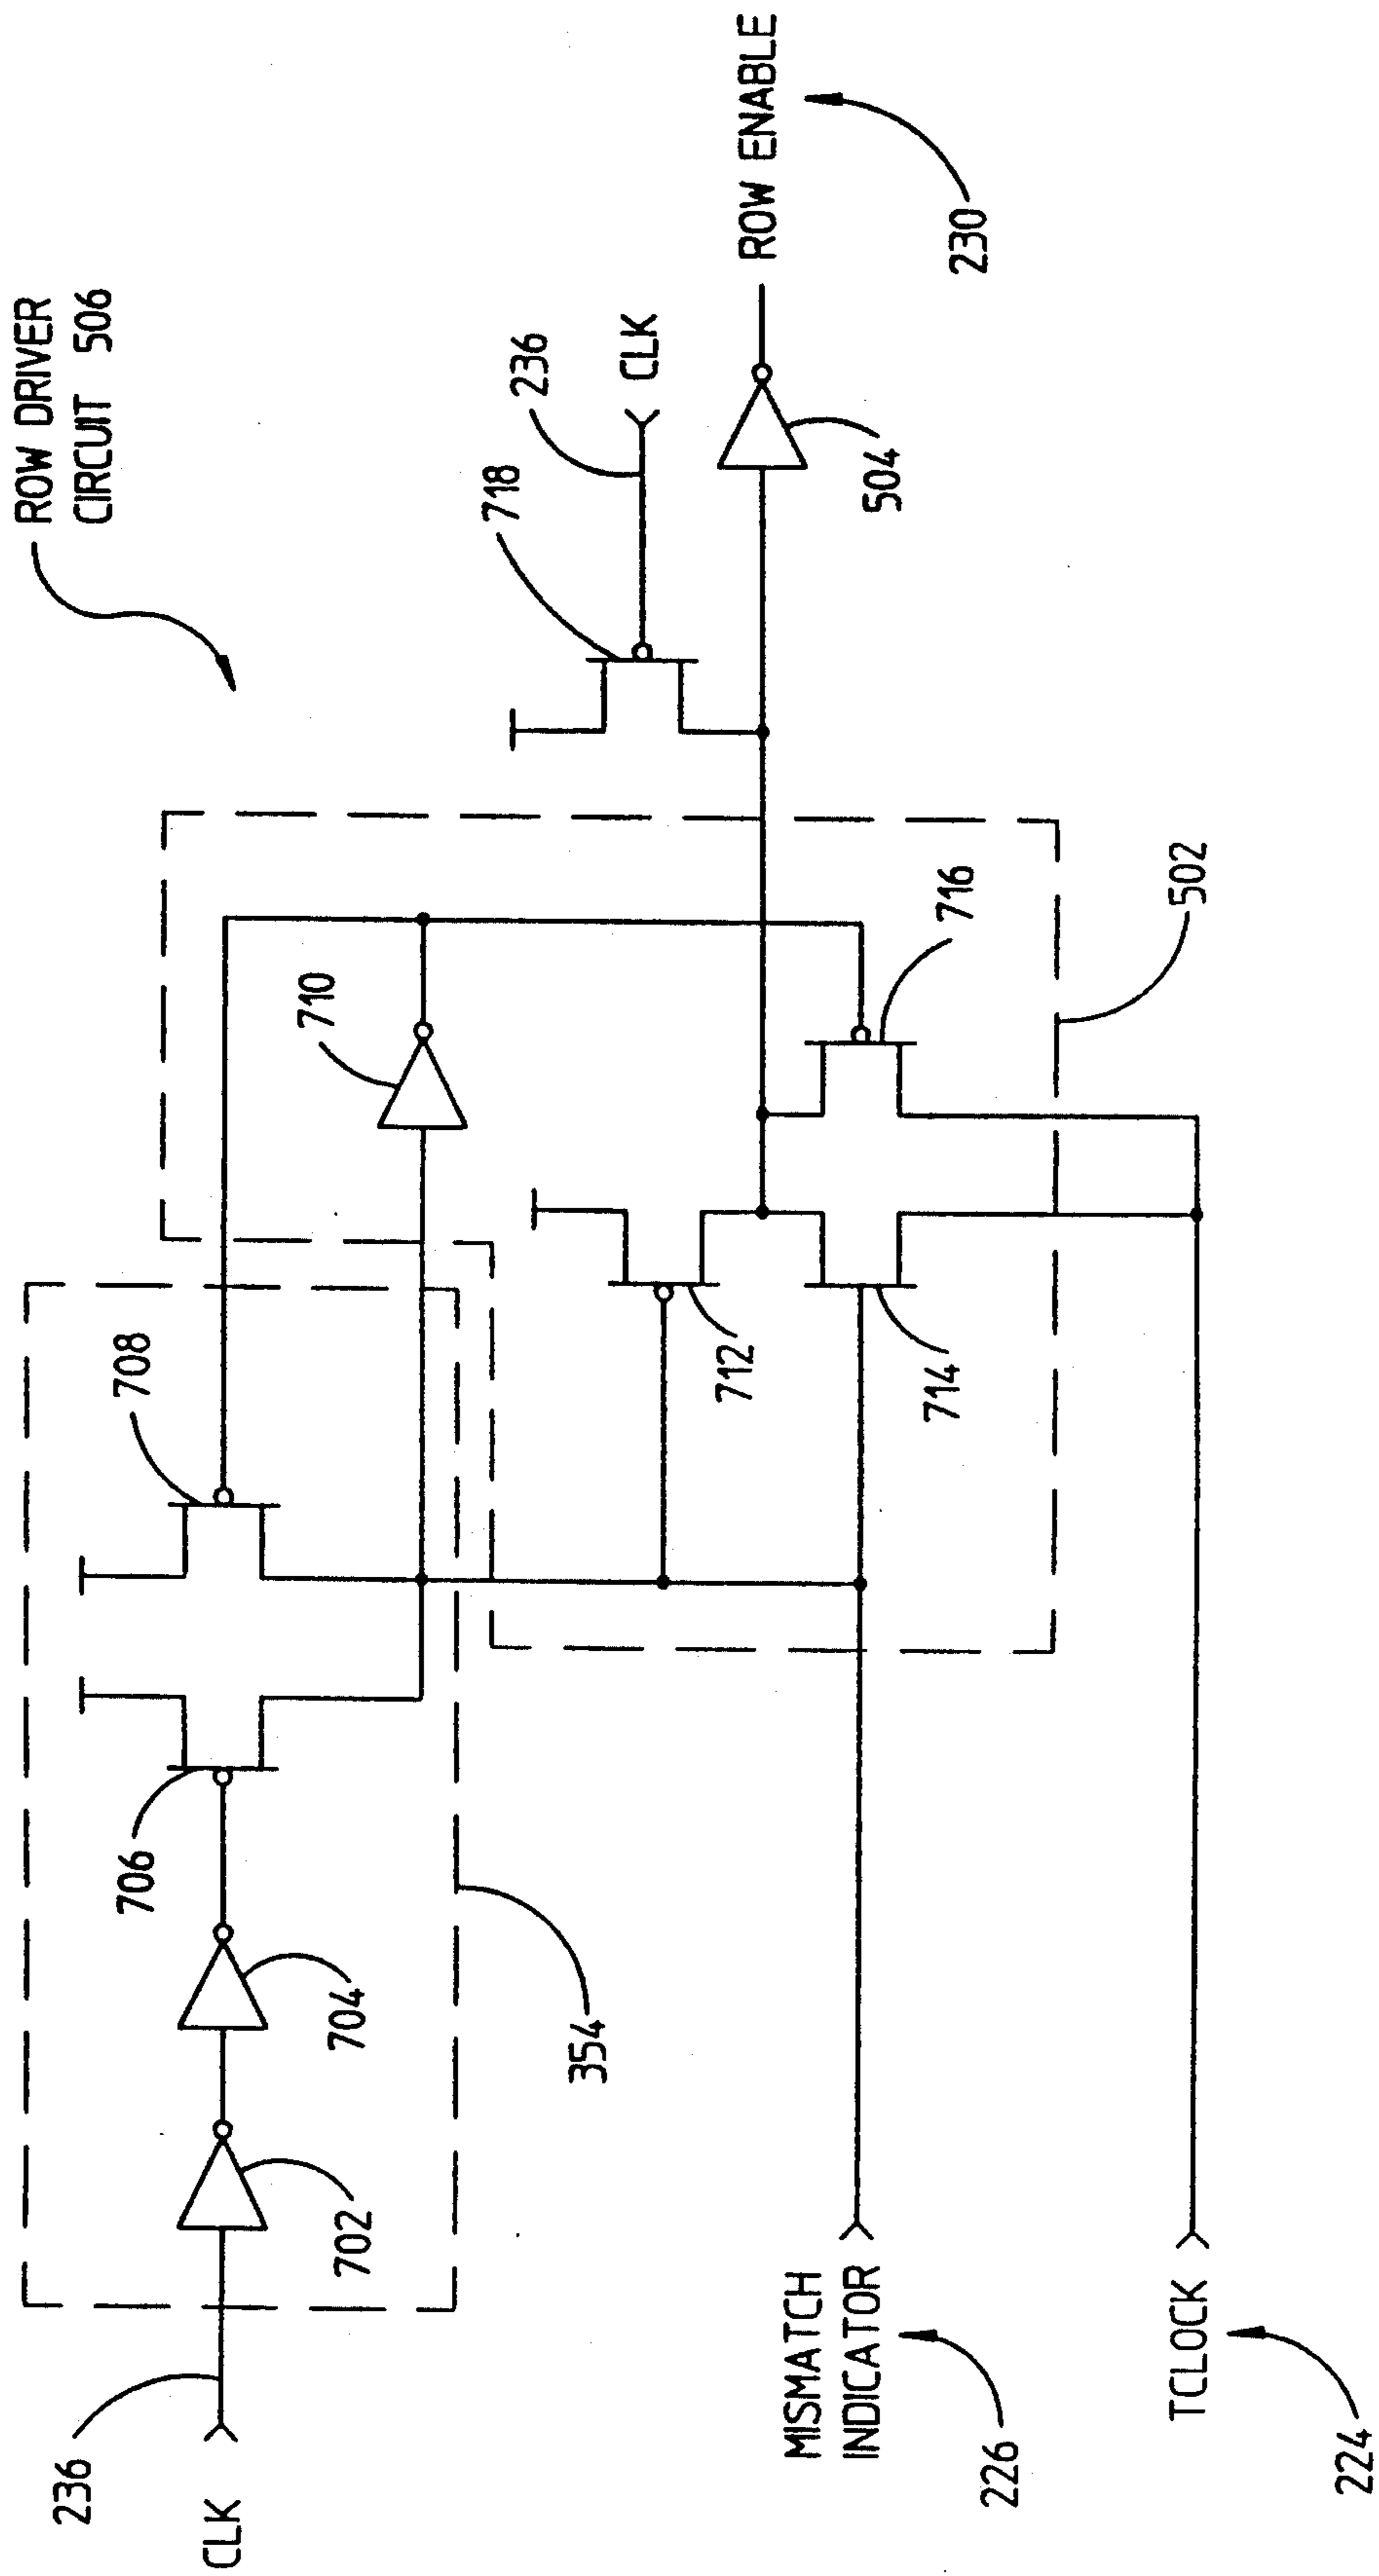 ROW DRIVER
CIRCUIT 506
236
CLK
702
704
706
708
710
354
718
236
CLK
712
714
716
504
ROW ENABLE
230
502
MISMATCH
INDICATOR
226
TCLOCK
224